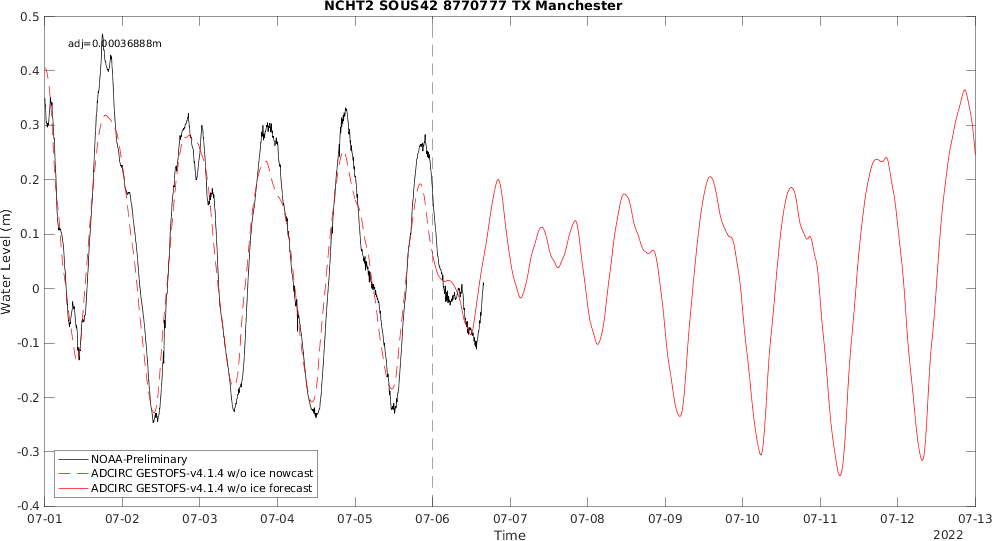 NCHT2 SOUS42 8770777 TX Manchester
adj=0.00036888m
Water Level (m)
0.5
0.4
0.3
0.2
0.1
0
-0.1
-0.2
-0.3
-0.4
NOAA-Preliminary
ADCIRC GESTOFS-v4.1.4 w/o ice nowcast
ADCIRC GESTOFS-v4.1.4 w/o ice forecast
07-01 07-02 07-03 07-04 07-05 07-06 07-07 07-08 07-09 07-10 07-11 07-12 07-13
Time
2022